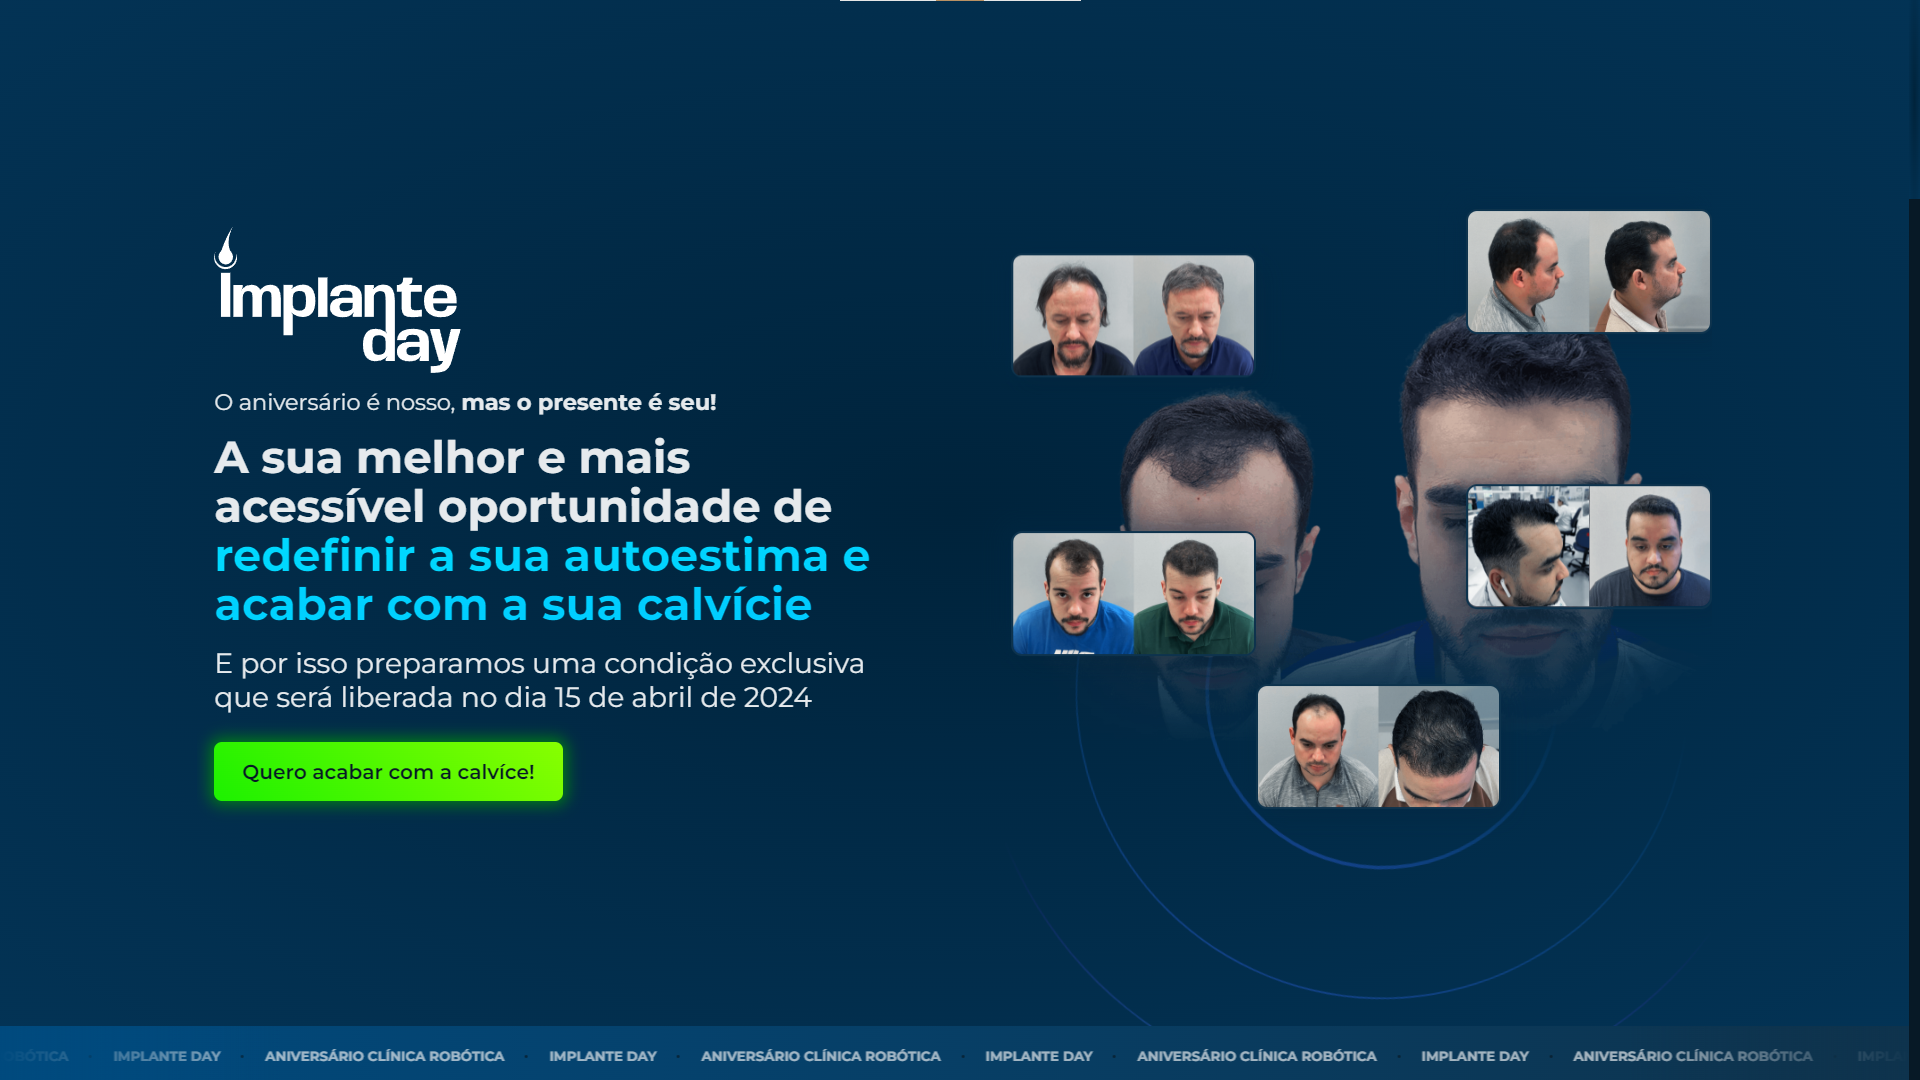 implante
day
O aniversário é nosso, mas o presente é seu!
A sua melhor e mais
acessível oportunidade de
redefinir a sua autoestima e
acabar com a sua calvície
E por isso preparamos uma condição exclusiva
que será liberada no dia 15 de abril de 2024
Quero acabar com a calvíce!
OBÓTICA · IMPLANTE DAY · ANIVERSÁRIO CLÍNICA ROBÓTICA · IMPLANTE DAY · ANIVERSÁRIO CLÍNICA ROBÓTICA · IMPLANTE DAY · ANIVERSÁRIO CLÍNICA ROBÓTICA · IMPLANTE DAY · ANIVERSÁRIO CLÍNICA ROBÓTICA IMPLA